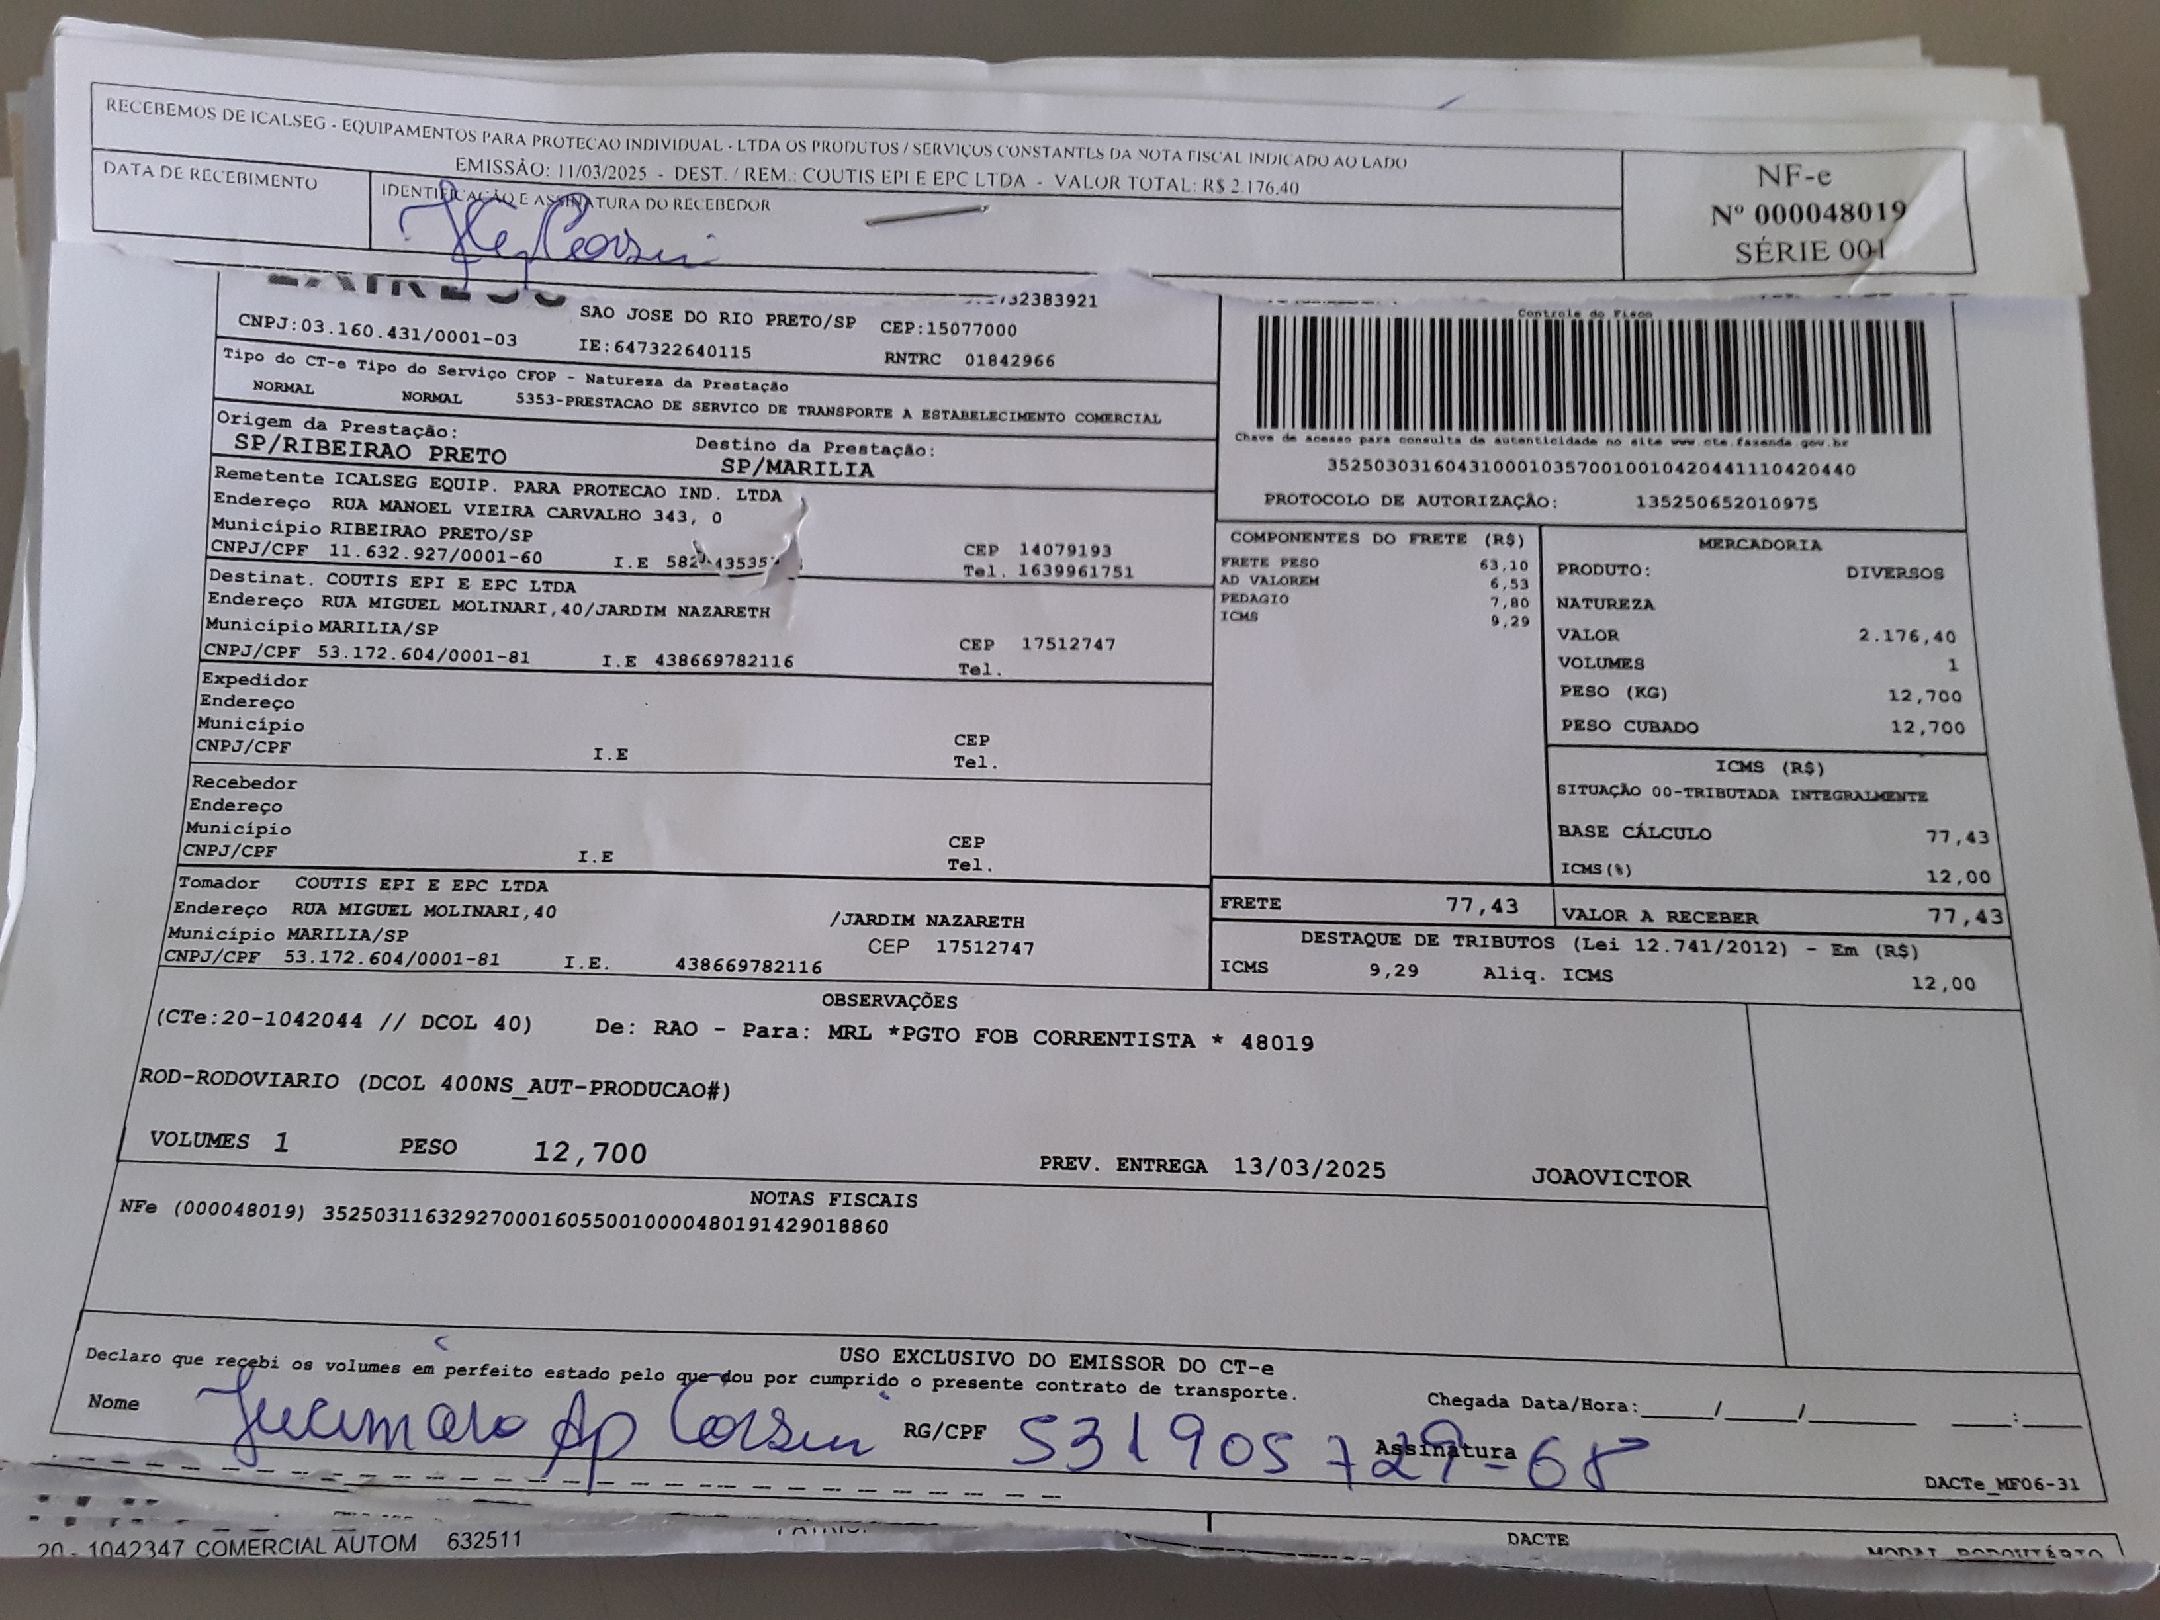 RECEBEMOS DE ICALSEG - EQUIPAMENTOS PARA PROTECAO INDIVIDUAL - LTDA OS PRODUTOS / SERVIÇOS CONSTANTES DA NOTA FISCAL INDICADO AO LADO
EMISSÃO: 11/03/2025 - DEST. / REM.: COUTIS EPI E EPC LTDA - VALOR TOTAL: R$ 2.176,40
DATA DE RECEBIMENTO
IDENTIFICAÇÃO E ASSINATURA DO RECEBEDOR
NF-e
Nº 000048019
SÉRIE 001
SAO JOSE DO RIO PRETO/SP CEP:15077000
CNPJ:03.160.431/0001-03 IE:647322640115 RNTRC 01842966
Tipo do CT-e Tipo do Serviço CFOP - Natureza da Prestação
NORMAL NORMAL 5353-PRESTACAO DE SERVICO DE TRANSPORTE A ESTABELECIMENTO COMERCIAL
Origem da Prestação: Destino da Prestação:
SP/RIBEIRAO PRETO SP/MARILIA
Remetente ICALSEG EQUIP. PARA PROTECAO IND. LTDA
Endereço RUA MANOEL VIEIRA CARVALHO 343, 0
Município RIBEIRAO PRETO/SP CEP 14079193
CNPJ/CPF 11.632.927/0001-60 I.E Tel. 1639961751
Destinat. COUTIS EPI E EPC LTDA
Endereço RUA MIGUEL MOLINARI,40/JARDIM NAZARETH
Município MARILIA/SP CEP 17512747
CNPJ/CPF 53.172.604/0001-81 I.E 438669782116 Tel.
Expedidor
Endereço
Município CEP
CNPJ/CPF I.E Tel.
Recebedor
Endereço
Município CEP
CNPJ/CPF I.E Tel.
Tomador COUTIS EPI E EPC LTDA
Endereço RUA MIGUEL MOLINARI,40 /JARDIM NAZARETH
Município MARILIA/SP CEP 17512747
CNPJ/CPF 53.172.604/0001-81 I.E. 438669782116
Controle do Fisco
Chave de acesso para consulta de autenticidade no site www.cte.fazenda.gov.br
35250303160431000103570010010420441110420440
PROTOCOLO DE AUTORIZAÇÃO: 135250652010975
COMPONENTES DO FRETE (R$)
FRETE PESO 63,10
AD VALOREM 6,53
PEDAGIO 7,80
ICMS 9,29
MERCADORIA
PRODUTO: DIVERSOS
NATUREZA
VALOR 2.176,40
VOLUMES 1
PESO (KG) 12,700
PESO CUBADO 12,700
ICMS (R$)
SITUAÇÃO 00-TRIBUTADA INTEGRALMENTE
BASE CÁLCULO 77,43
ICMS(%) 12,00
FRETE 77,43 VALOR A RECEBER 77,43
DESTAQUE DE TRIBUTOS (Lei 12.741/2012) - Em (R$)
ICMS 9,29 Aliq. ICMS 12,00
OBSERVAÇÕES
(CTe:20-1042044 // DCOL 40) De: RAO - Para: MRL *PGTO FOB CORRENTISTA * 48019
ROD-RODOVIARIO (DCOL 400NS_AUT-PRODUCAO#)
VOLUMES 1 PESO 12,700 PREV. ENTREGA 13/03/2025 JOAOVICTOR
NOTAS FISCAIS
NFe (000048019) 35250311632927000160550010000480191429018860
USO EXCLUSIVO DO EMISSOR DO CT-e
Declaro que recebi os volumes em perfeito estado pelo que dou por cumprido o presente contrato de transporte.
Chegada Data/Hora:_____/_____/_______ ____:____
Nome RG/CPF 531905729-68 Assinatura
DACTe_MF06-31
20 - 1042347 COMERCIAL AUTOM 632511
DACTE